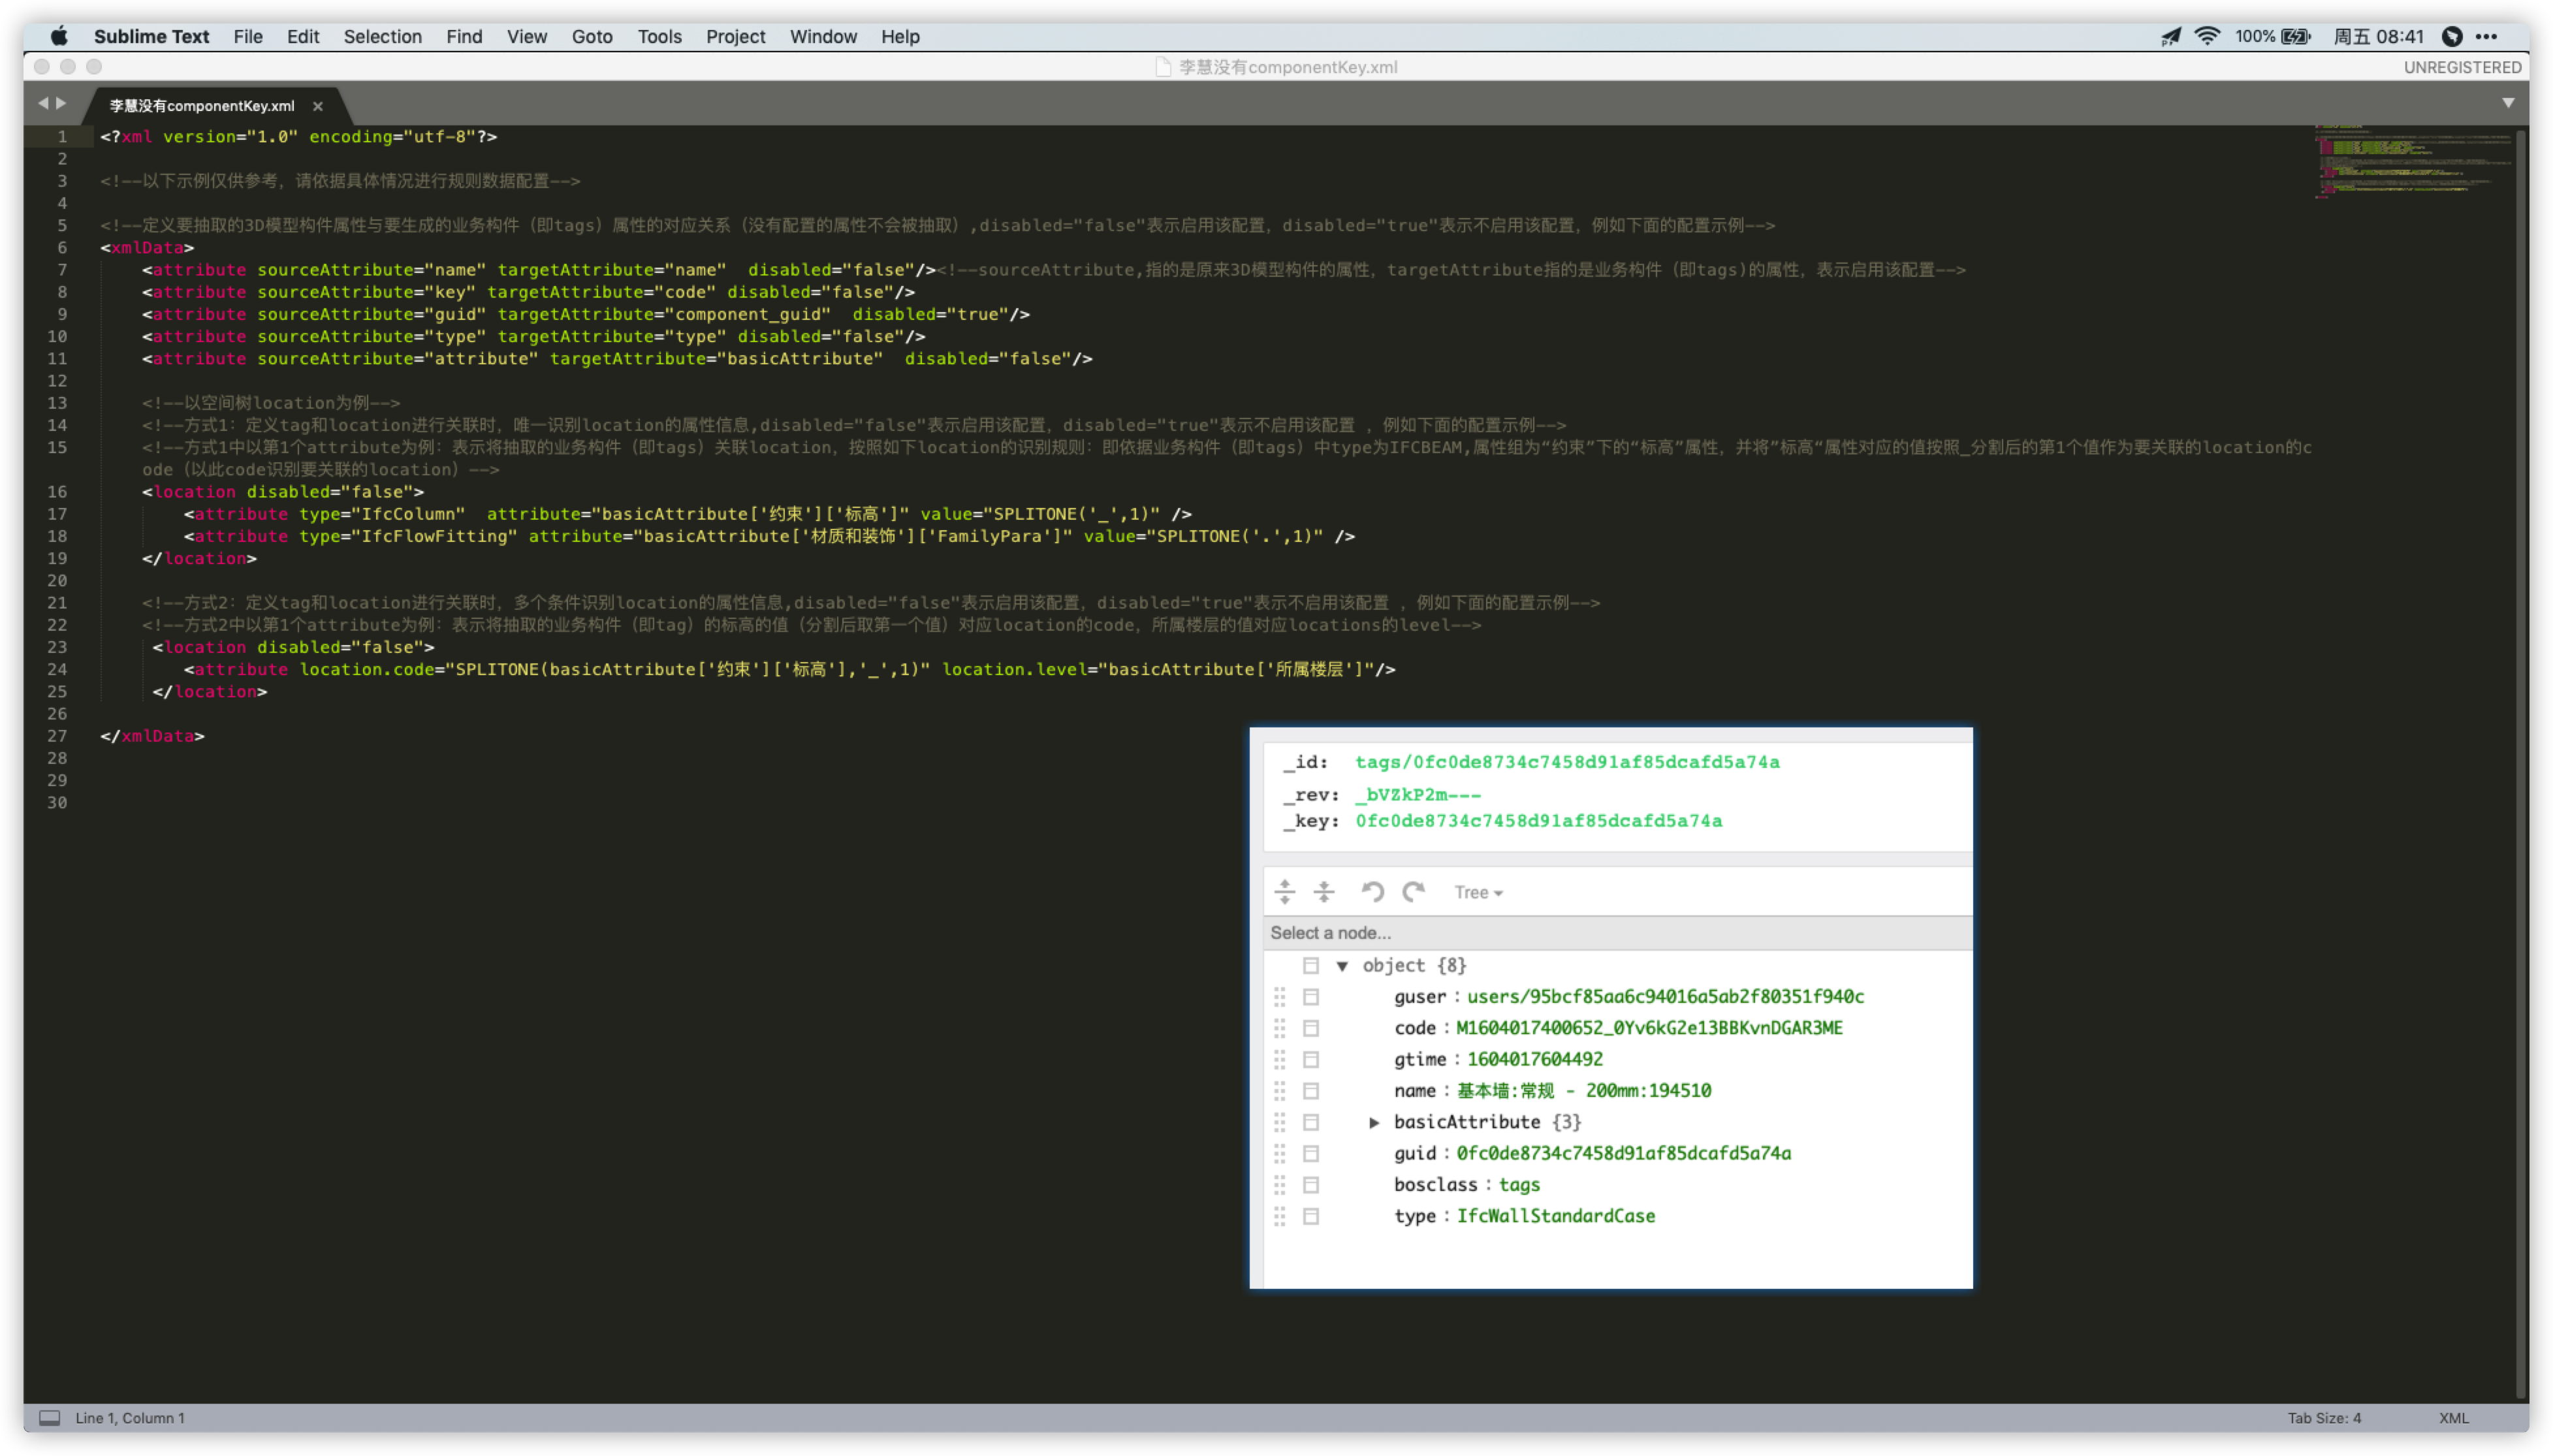 Sublime Text File Edit Selection Find View Goto Tools Project Window Help 100% 周五 08:41
李慧没有componentKey.xml UNREGISTERED
李慧没有componentKey.xml
1 <?xml version="1.0" encoding="utf-8"?>
2
3 <!--以下示例仅供参考，请依据具体情况进行规则数据配置-->
4
5 <!--定义要抽取的3D模型构件属性与要生成的业务构件（即tags）属性的对应关系（没有配置的属性不会被抽取）,disabled="false"表示启用该配置，disabled="true"表示不启用该配置，例如下面的配置示例-->
6 <xmlData>
7 <attribute sourceAttribute="name" targetAttribute="name"  disabled="false"/><!--sourceAttribute,指的是原来3D模型构件的属性，targetAttribute指的是业务构件（即tags)的属性，表示启用该配置-->
8 <attribute sourceAttribute="key" targetAttribute="code" disabled="false"/>
9 <attribute sourceAttribute="guid" targetAttribute="component_guid"  disabled="true"/>
10 <attribute sourceAttribute="type" targetAttribute="type" disabled="false"/>
11 <attribute sourceAttribute="attribute" targetAttribute="basicAttribute"  disabled="false"/>
12
13 <!--以空间树location为例-->
14 <!--方式1：定义tag和location进行关联时，唯一识别location的属性信息,disabled="false"表示启用该配置，disabled="true"表示不启用该配置 ，例如下面的配置示例-->
15 <!--方式1中以第1个attribute为例：表示将抽取的业务构件（即tags）关联location，按照如下location的识别规则：即依据业务构件（即tags）中type为IFCBEAM,属性组为“约束”下的“标高”属性，并将”标高“属性对应的值按照_分割后的第1个值作为要关联的location的c
ode（以此code识别要关联的location）-->
16 <location disabled="false">
17 <attribute type="IfcColumn"  attribute="basicAttribute['约束']['标高']" value="SPLITONE('_',1)" />
18 <attribute type="IfcFlowFitting" attribute="basicAttribute['材质和装饰']['FamilyPara']" value="SPLITONE('.',1)" />
19 </location>
20
21 <!--方式2：定义tag和location进行关联时，多个条件识别location的属性信息,disabled="false"表示启用该配置，disabled="true"表示不启用该配置 ，例如下面的配置示例-->
22 <!--方式2中以第1个attribute为例：表示将抽取的业务构件（即tag）的标高的值（分割后取第一个值）对应location的code，所属楼层的值对应locations的level-->
23 <location disabled="false">
24 <attribute location.code="SPLITONE(basicAttribute['约束']['标高'],'_',1)" location.level="basicAttribute['所属楼层']"/>
25 </location>
26
27 </xmlData>
28
29
30
_id: tags/0fc0de8734c7458d91af85dcafd5a74a
_rev: _bVZkP2m---
_key: 0fc0de8734c7458d91af85dcafd5a74a
Tree
Select a node...
object {8}
guser : users/95bcf85aa6c94016a5ab2f80351f940c
code : M1604017400652_0Yv6kG2e13BBKvnDGAR3ME
gtime : 1604017604492
name : 基本墙:常规 - 200mm:194510
basicAttribute {3}
guid : 0fc0de8734c7458d91af85dcafd5a74a
bosclass : tags
type : IfcWallStandardCase
Line 1, Column 1 Tab Size: 4 XML